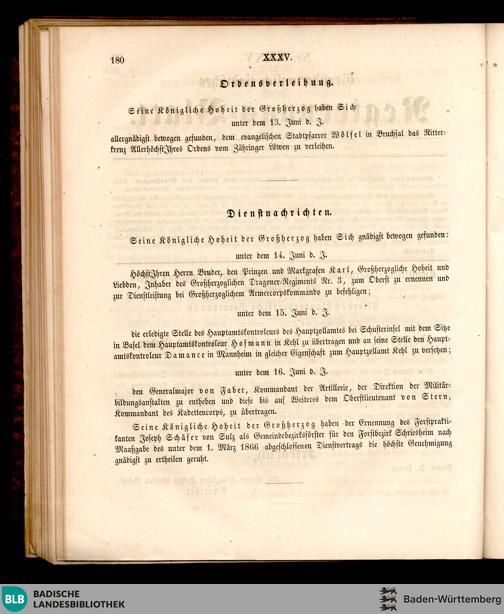 180
XXXV.
Ordensverleihung.
Seine Königliche Hoheit der Großherzog haben Sich
unter dem 13. Juni d. J.
allergnädigst bewogen gefunden, dem evangelischen Stadtpfarrer Wölfel in Bruchsal das Ritter-
kreuz AllerhöchstJhres Ordens vom Zähringer Löwen zu verleihen.
Dienstnachrichten.
Seine Königliche Hoheit der Großherzog haben Sich gnädigst bewogen gefunden:
unter dem 14. Juni d. J.
HöchstJhren Herrn Bruder, den Prinzen und Markgrafen Karl, Großherzogliche Hoheit und
Liebden, Inhaber des Großherzoglichen Dragoner-Regiments Nr. 3, zum Oberst zu ernennen und
zur Dienstleistung bei Großherzoglichem Armeecorpskommando zu befehligen;
unter dem 15. Juni d. J.
die erledigte Stelle des Hauptamtskontroleurs des Hauptzollamtes bei Schusterinsel mit dem Sitze
in Basel dem Hauptamtskontroleur Hofmann in Kehl zu übertragen und an seine Stelle den Haupt-
amtskontroleur Damance in Mannheim in gleicher Eigenschaft zum Hauptzollamt Kehl zu versetzen;
unter dem 16. Juni d. J.
den Generalmajor von Faber, Kommandant der Artillerie, der Direktion der Militär-
bildungsanstalten zu entheben und diese bis auf Weiteres dem Oberstlieutenant von Stern,
Kommandant des Kadettencorps, zu übertragen.
Seine Königliche Hoheit der Großherzog haben der Ernennung des Forstprakti-
kanten Joseph Schäfer von Sulz als Gemeindebezirksförster für den Forstbezirk Schriesheim nach
Maaßgabe des unter dem 1. März 1866 abgeschlossenen Dienstvertrags die höchste Genehmigung
gnädigst zu ertheilen geruht.
BLB BADISCHE
LANDESBIBLIOTHEK
Baden-Württemberg